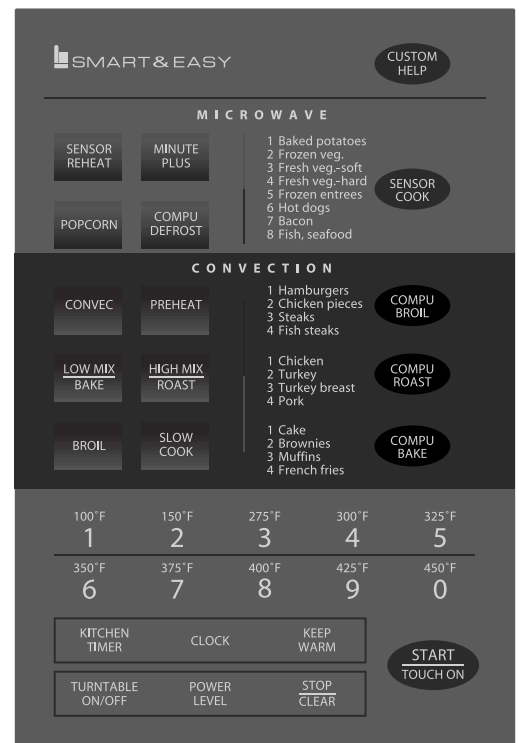 SMART & EASY
CUSTOM
HELP
MICROWAVE
SENSOR
REHEAT
MINUTE
PLUS
POPCORN
COMPU
DEFROST
1 Baked potatoes
2 Frozen veg.
3 Fresh veg.-soft
4 Fresh veg.-hard
5 Frozen entrees
6 Hot dogs
7 Bacon
8 Fish, seafood
SENSOR
COOK
CONVECTION
CONVEC
PREHEAT
1 Hamburgers
2 Chicken pieces
3 Steaks
4 Fish steaks
COMPU
BROIL
LOW MIX
BAKE
HIGH MIX
ROAST
1 Chicken
2 Turkey
3 Turkey breast
4 Pork
COMPU
ROAST
BROIL
SLOW
COOK
1 Cake
2 Brownies
3 Muffins
4 French fries
COMPU
BAKE
100°F 150°F 275°F 300°F 325°F
1 2 3 4 5
350°F 375°F 400°F 425°F 450°F
6 7 8 9 0
KITCHEN
TIMER
CLOCK
KEEP
WARM
TURNTABLE
ON/OFF
POWER
LEVEL
STOP
CLEAR
START
TOUCH ON